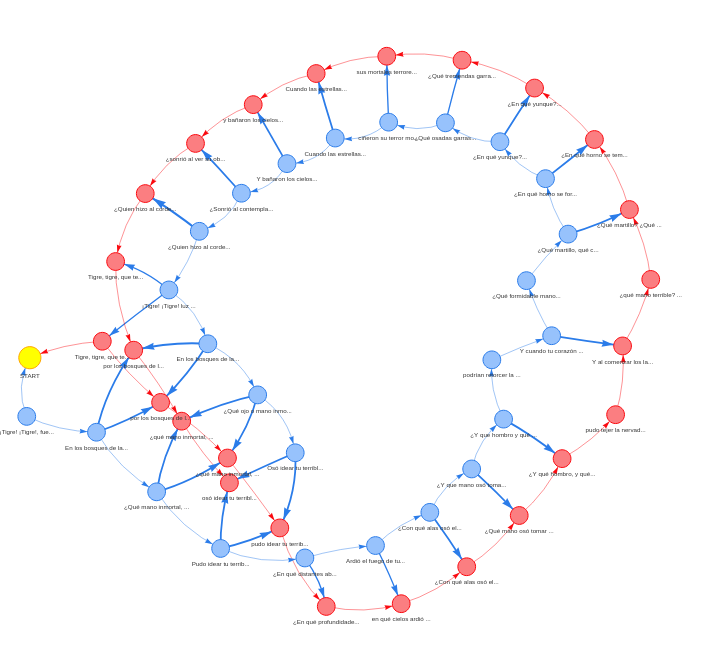 sus mortales terrore...
¿Qué tremendas garra...
Cuando las estrellas...
¿En qué yunque?
y bañaron los cielos...
cineron su terror mo...
¿Qué osadas garras...
¿sonrió al ver su ob...
Cuando las estrellas...
¿En qué yunque?...
¿En qué horno se tem...
Y bañaron los cielos...
¿En qué horno se for...
¿Quien hizo al corde...
¿Sonrió al contempla...
¿Qué martillo, ¿Qué ...
¿Quien hizo al corde...
¿Qué martillo, qué c...
Tigre, tigre, que te...
¿qué mano terrible? ...
¿Qué formidable mano...
¡Tigre! ¡Tigre! luz ...
Tigre, tigre, que te...
En los bosques de la...
Y cuando tu corazón ...
por los bosques de l...
Y al comenzar los la...
START
podrían retorcer la ...
¿Qué ojo o mano inmo...
por los bosques de l...
¡Tigre! ¡Tigre!, fue...
pudo tejer la nervad...
¿qué mano inmortal, ...
¿Y qué hombro y qué
En los bosques de la...
Osó idear tu terribl...
¿qué mano inmortal, ...
¿Y qué hombro, y qué...
¿Y que mano osó toma...
osó idear tu terribl...
¿Qué mano inmortal, ...
¿Con qué alas osó el...
¿Qué mano osó tomar ...
pudo idear tu terrib...
Pudo idear tu terrib...
Ardió el fuego de tu...
¿En qué distantes ab...
¿Con qué alas osó el...
¿En qué profundidade...
en qué cielos ardió ...